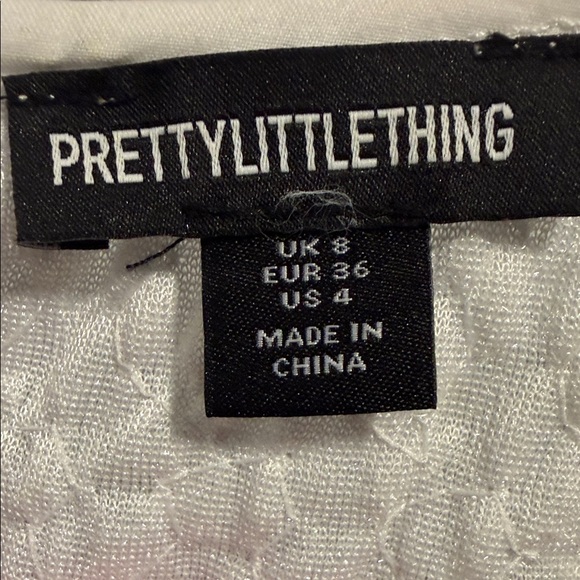 PRETTYLITTLETHING
UK 8
EUR 36
US 4
MADE IN
CHINA